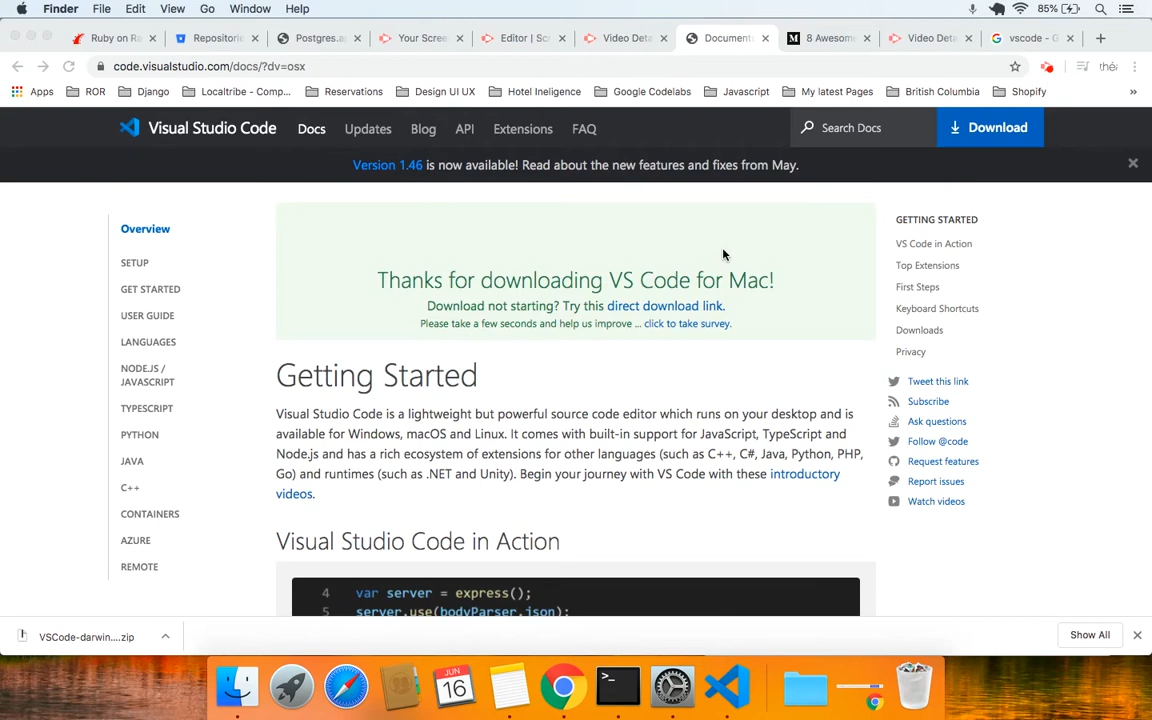 Finder File Edit View Go Window Help 85%
Ruby on Ra Repositorie Postgres.a Your Scree Editor | Scr Video Deta Document 8 Awesom Video Deta vscode - G
code.visualstudio.com/docs/?dv=osx
Apps ROR Django Localtribe - Comp... Reservations Design UI UX Hotel Ineligence Google Codelabs Javascript My latest Pages British Columbia Shopify »
Visual Studio Code Docs Updates Blog API Extensions FAQ Search Docs Download
Version 1.46 is now available! Read about the new features and fixes from May.
Overview
SETUP
GET STARTED
USER GUIDE
LANGUAGES
NODE.JS /
JAVASCRIPT
TYPESCRIPT
PYTHON
JAVA
C++
CONTAINERS
AZURE
REMOTE
Thanks for downloading VS Code for Mac!
Download not starting? Try this direct download link.
Please take a few seconds and help us improve ... click to take survey.
Getting Started
Visual Studio Code is a lightweight but powerful source code editor which runs on your desktop and is
available for Windows, macOS and Linux. It comes with built-in support for JavaScript, TypeScript and
Node.js and has a rich ecosystem of extensions for other languages (such as C++, C#, Java, Python, PHP,
Go) and runtimes (such as .NET and Unity). Begin your journey with VS Code with these introductory
videos.
Visual Studio Code in Action
4 var server = express();
5 server.use(bodyParser.json);
GETTING STARTED
VS Code in Action
Top Extensions
First Steps
Keyboard Shortcuts
Downloads
Privacy
Tweet this link
Subscribe
Ask questions
Follow @code
Request features
Report issues
Watch videos
VSCode-darwin....zip Show All
JUN
16